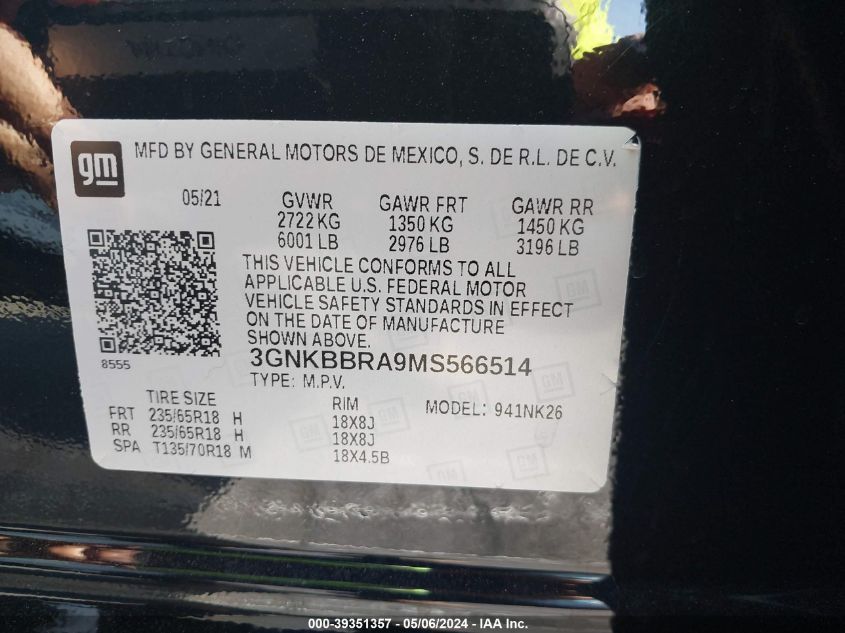 gm
MFD BY GENERAL MOTORS DE MEXICO, S. DE R.L. DE C.V.
05/21 GVWR GAWR FRT GAWR RR
2722 KG 1350 KG 1450 KG
6001 LB 2976 LB 3196 LB
THIS VEHICLE CONFORMS TO ALL
APPLICABLE U.S. FEDERAL MOTOR
VEHICLE SAFETY STANDARDS IN EFFECT
ON THE DATE OF MANUFACTURE
SHOWN ABOVE.
8555
3GNKBBRA9MS566514
TYPE: M.P.V.
TIRE SIZE RIM MODEL: 941NK26
FRT 235/65R18 H 18X8J
RR 235/65R18 H 18X8J
SPA T135/70R18 M 18X4.5B
000-39351357 - 05/06/2024 - IAA Inc.